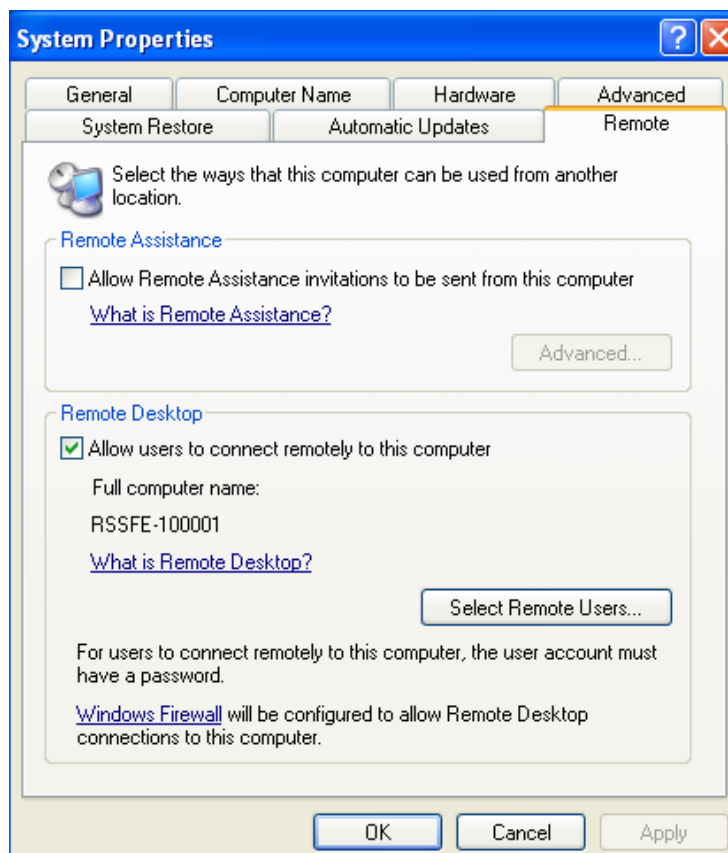 System Properties
?
General Computer Name Hardware Advanced
System Restore Automatic Updates Remote
Select the ways that this computer can be used from another
location.
Remote Assistance
Allow Remote Assistance invitations to be sent from this computer
What is Remote Assistance?
Advanced...
Remote Desktop
Allow users to connect remotely to this computer
Full computer name:
RSSFE-100001
What is Remote Desktop?
Select Remote Users...
For users to connect remotely to this computer, the user account must
have a password.
Windows Firewall will be configured to allow Remote Desktop
connections to this computer.
OK Cancel Apply